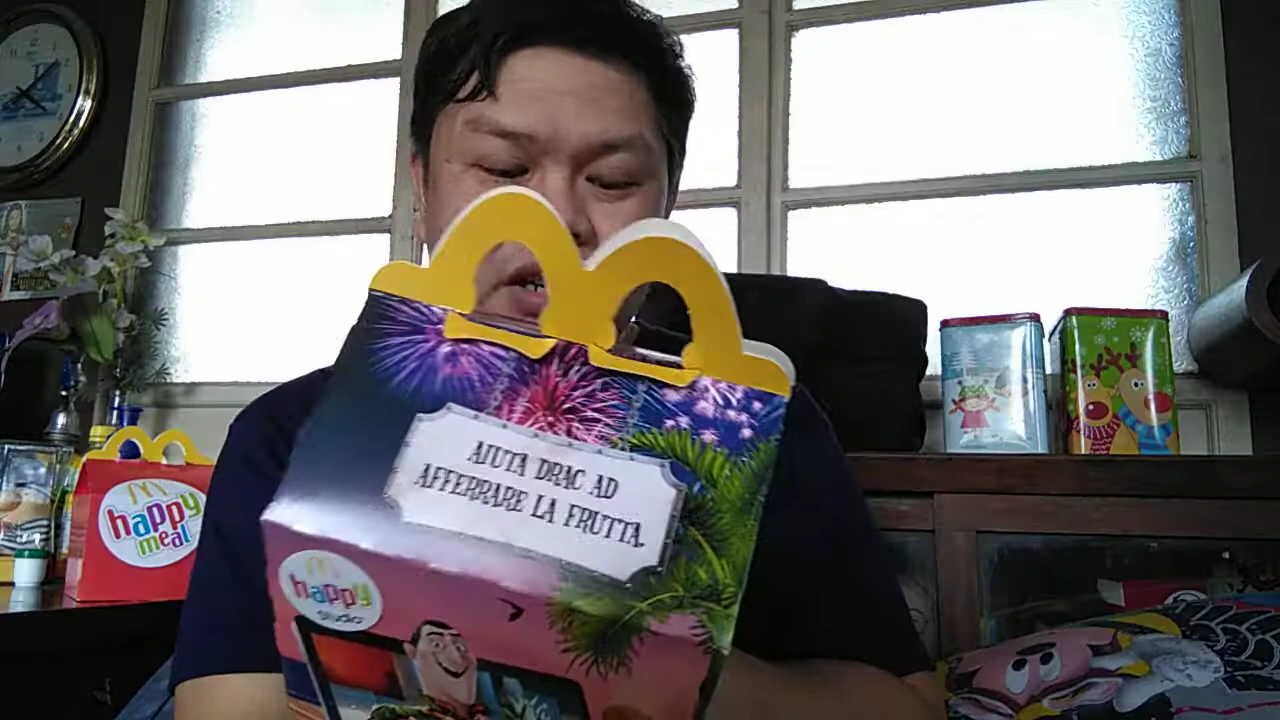 AIUTA DRAC AD
AFFERRARE LA FRUTTA.
happy
studio
happy
meal